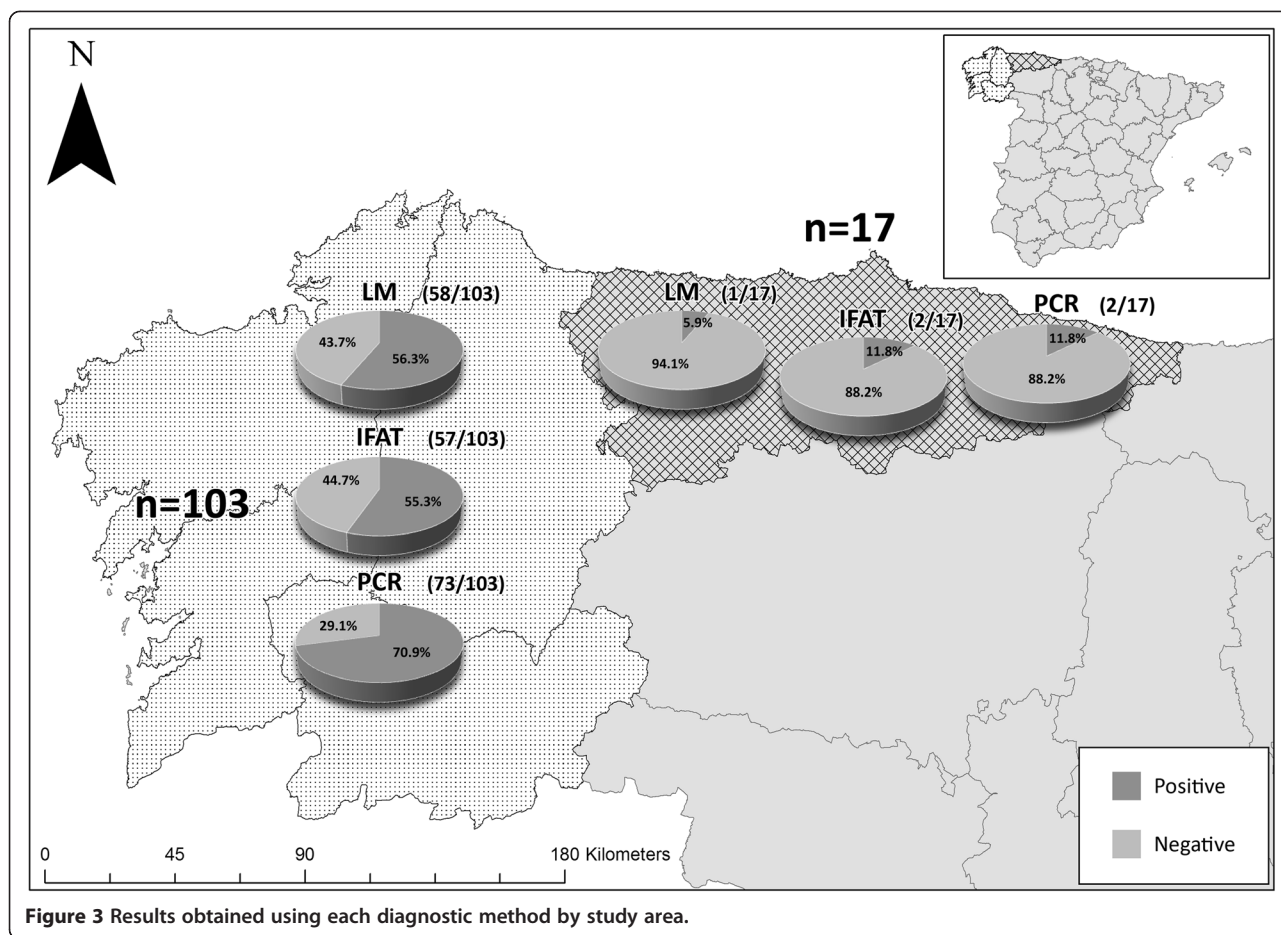 N
n=17
LM (58/103)
43.7%
56.3%
LM (1/17)
5.9%
94.1%
IFAT (2/17)
11.8%
88.2%
PCR (2/17)
11.8%
88.2%
IFAT (57/103)
44.7%
55.3%
n=103
PCR (73/103)
29.1%
70.9%
Positive
Negative
0 45 90 180 Kilometers
Figure 3 Results obtained using each diagnostic method by study area.